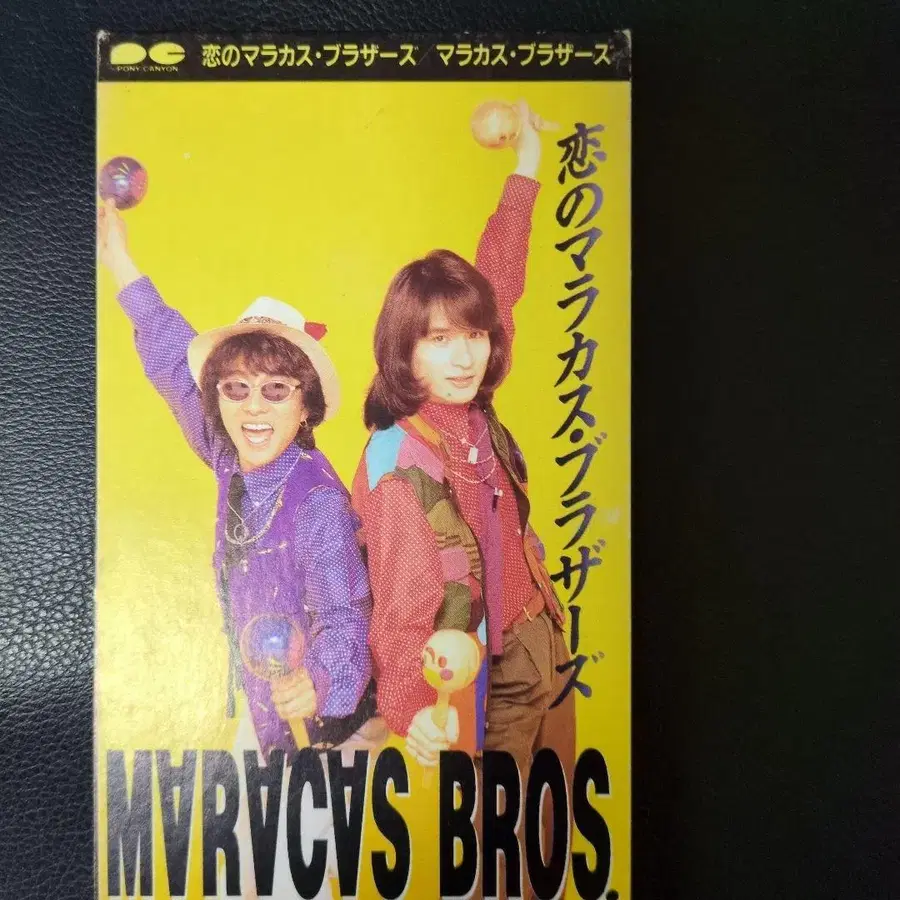 PONY CANYON
恋のマラカス・ブラザーズ/マラカス・ブラザーズ
恋のマラカス・ブラザーズ
MARACAS BROS.